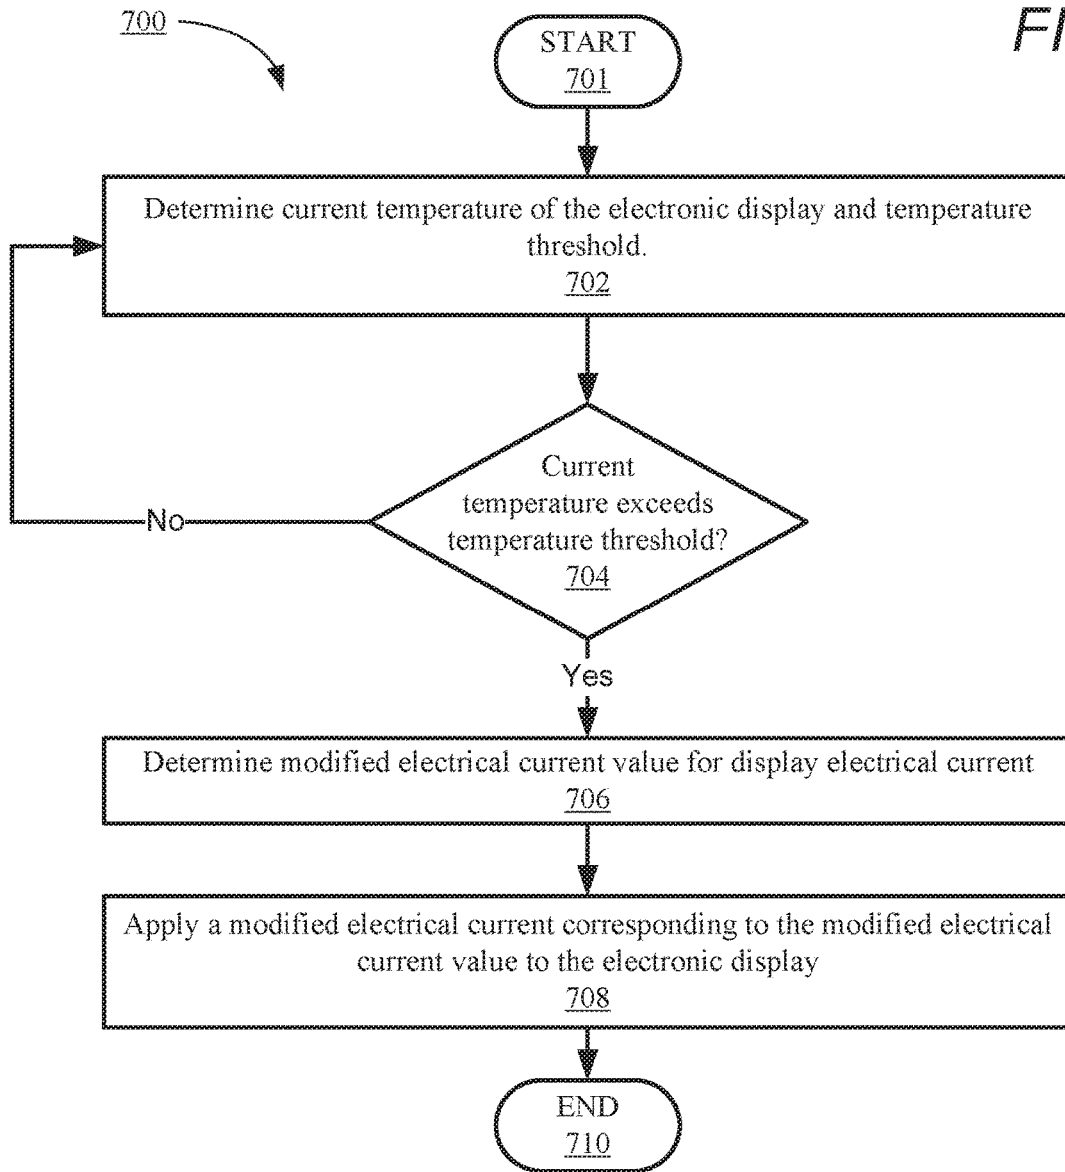 700
FI
START
701
Determine current temperature of the electronic display and temperature
threshold.
702
Current
temperature exceeds
temperature threshold?
704
No
Yes
Determine modified electrical current value for display electrical current
706
Apply a modified electrical current corresponding to the modified electrical
current value to the electronic display
708
END
710